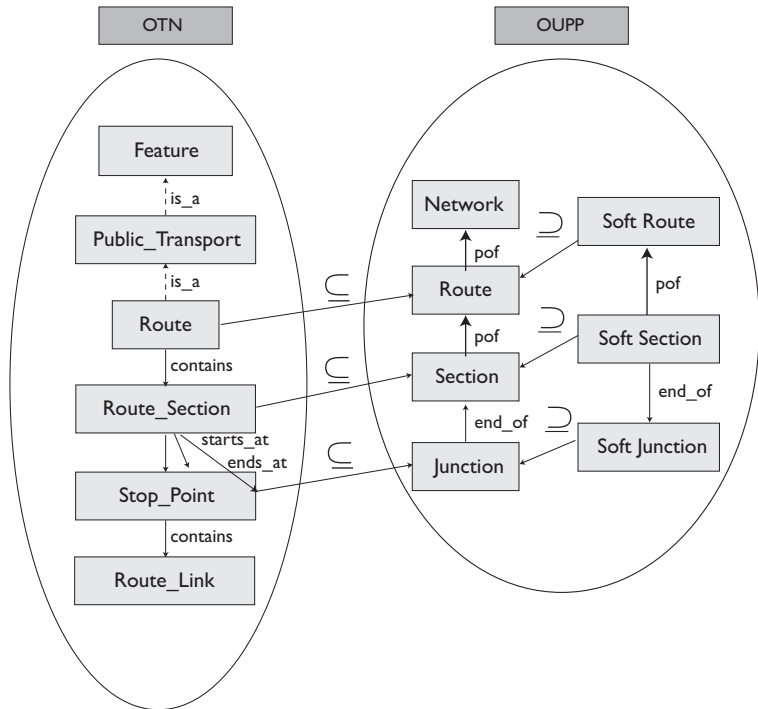 OTN
OUPP
Feature
is_a
Public_Transport
is_a
Route
contains
Route_Section
starts_at
ends_at
Stop_Point
contains
Route_Link
⊆
⊆
⊆
Network
pof
Route
pof
Section
end_of
Junction
⊇
⊇
⊇
Soft Route
pof
Soft Section
end_of
Soft Junction